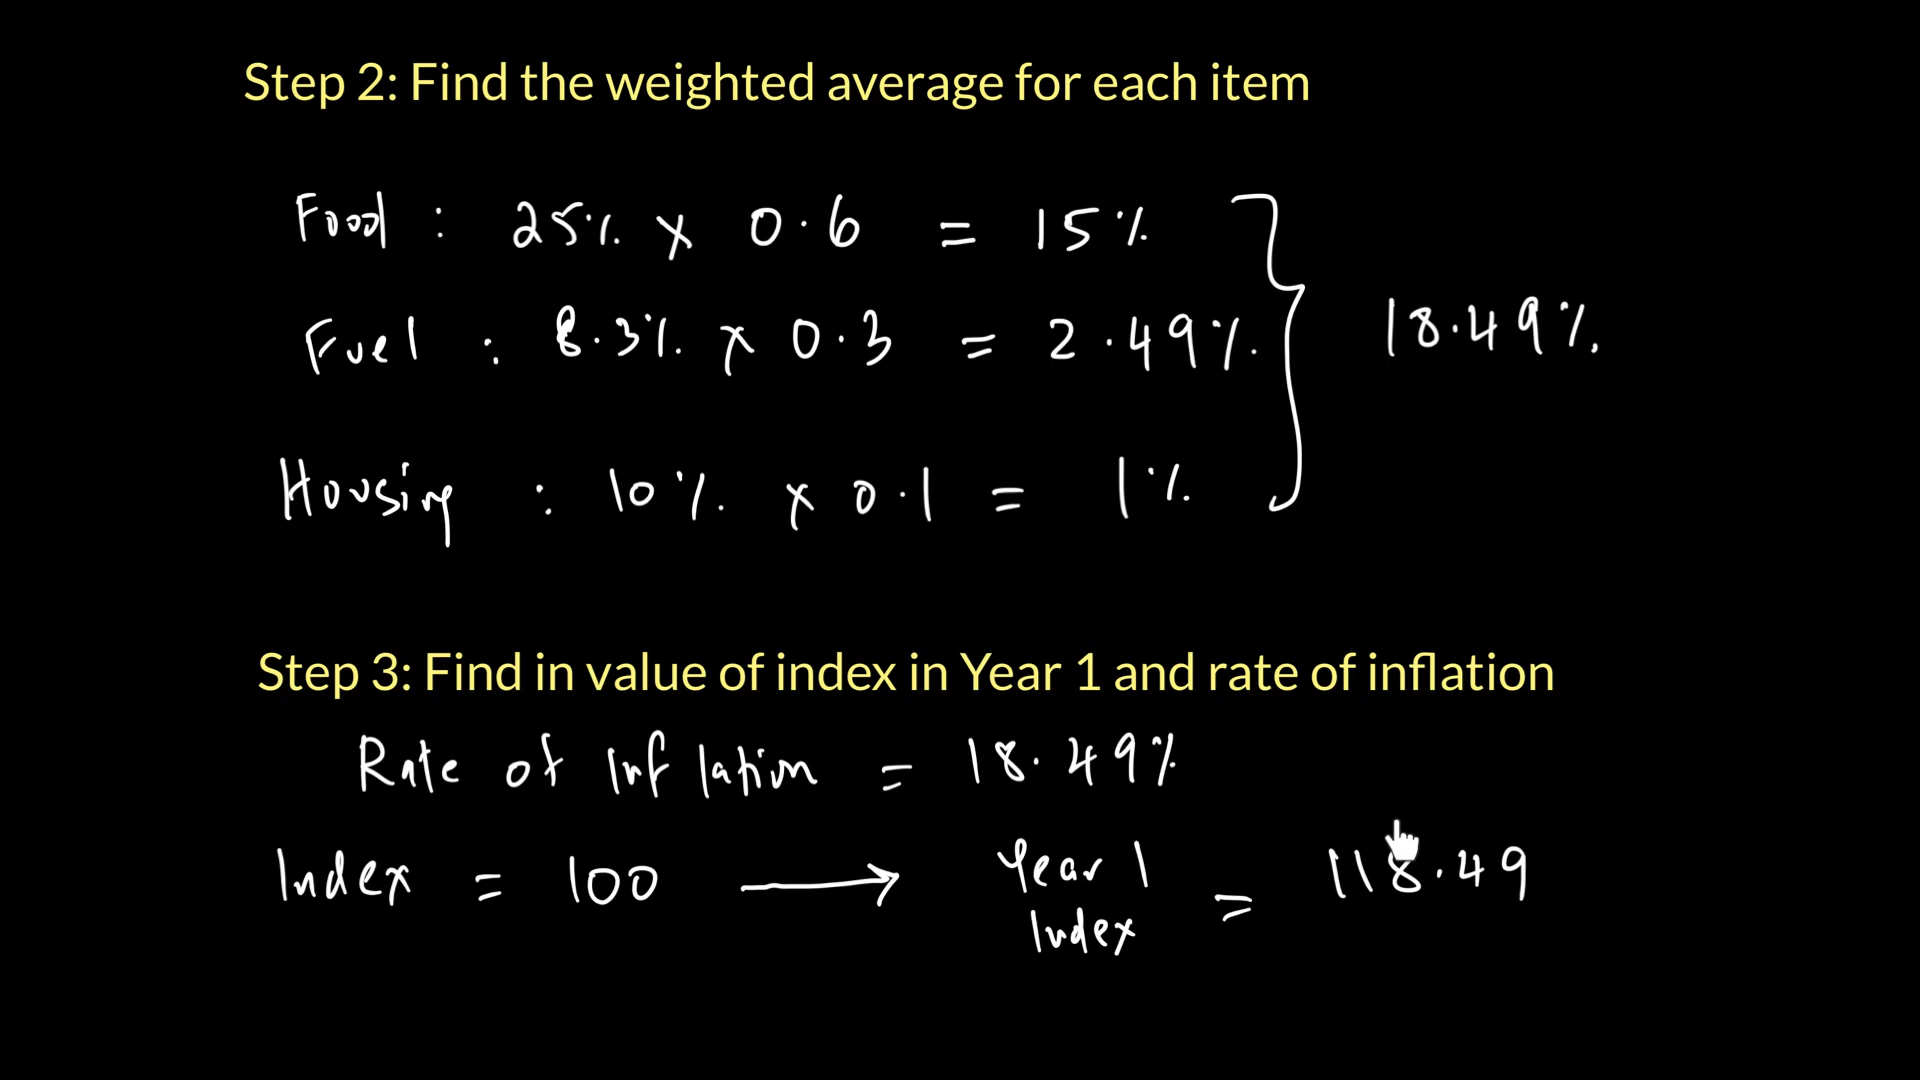 Step 2: Find the weighted average for each item
Food : 25% x 0.6 = 15%
Fuel : 8.3% x 0.3 = 2.49%.
18.49%.
Housing : 10%. x 0.1 = 1%.
Step 3: Find in value of index in Year 1 and rate of inflation
Rate of Inflation = 18.49%
Index = 100 → Year 1 Index = 118.49